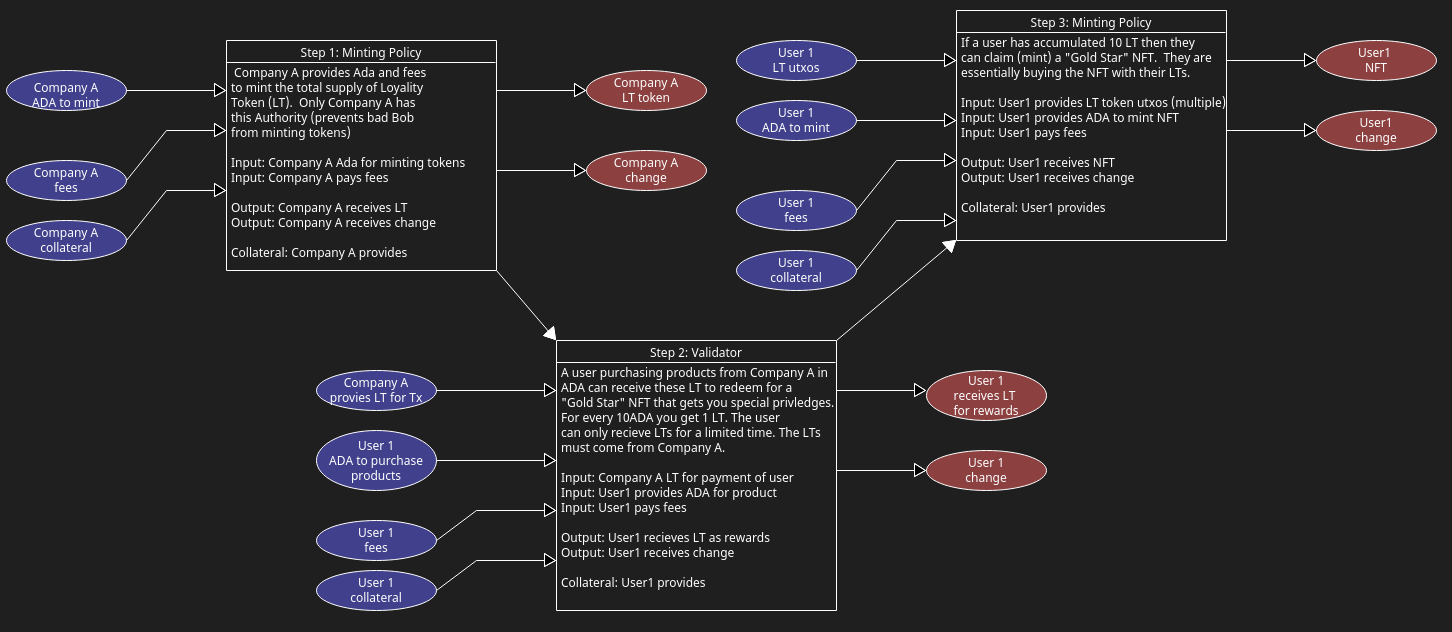 Step 1: Minting Policy
Company A provides Ada and fees
to mint the total supply of Loyality
Token (LT).  Only Company A has
this Authority (prevents bad Bob
from minting tokens)
Input: Company A Ada for minting tokens
Input: Company A pays fees
Output: Company A receives LT
Output: Company A receives change
Collateral: Company A provides
Company A
ADA to mint
Company A
fees
Company A
collateral
Company A
LT token
Company A
change
Step 2: Validator
A user purchasing products from Company A in
ADA can receive these LT to redeem for a
"Gold Star" NFT that gets you special privledges.
For every 10ADA you get 1 LT. The user
can only recieve LTs for a limited time. The LTs
must come from Company A.
Input: Company A LT for payment of user
Input: User1 provides ADA for product
Input: User1 pays fees
Output: User1 recieves LT as rewards
Output: User1 receives change
Collateral: User1 provides
Company A
provies LT for Tx
User 1
ADA to purchase
products
User 1
fees
User 1
collateral
User 1
receives LT
for rewards
User 1
change
Step 3: Minting Policy
If a user has accumulated 10 LT then they
can claim (mint) a "Gold Star" NFT.  They are
essentially buying the NFT with their LTs.
Input: User1 provides LT token utxos (multiple)
Input: User1 provides ADA to mint NFT
Input: User1 pays fees
Output: User1 receives NFT
Output: User1 receives change
Collateral: User1 provides
User 1
LT utxos
User 1
ADA to mint
User 1
fees
User 1
collateral
User1
NFT
User1
change